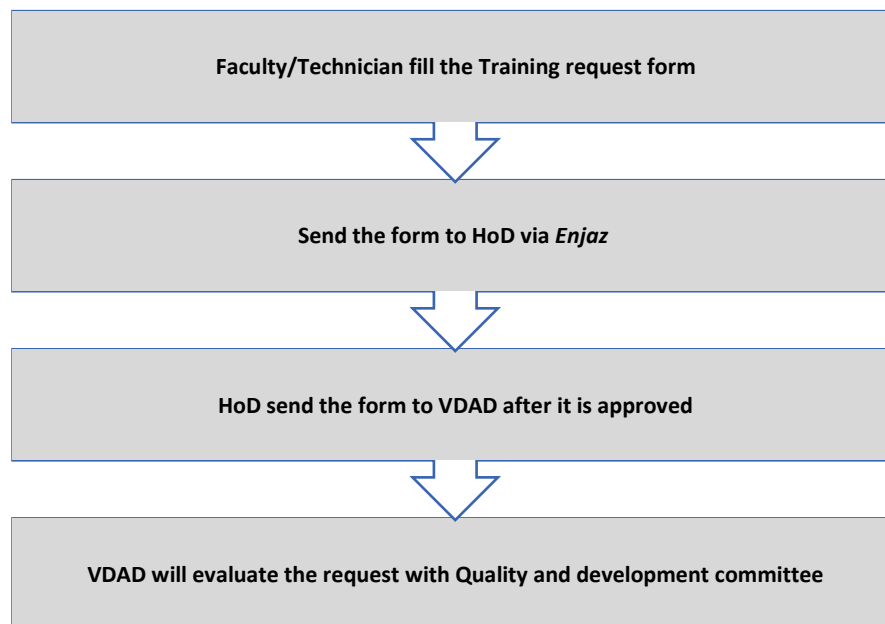 Faculty/Technician fill the Training request form
Send the form to HoD via Enjaz
HoD send the form to VDAD after it is approved
VDAD will evaluate the request with Quality and development committee